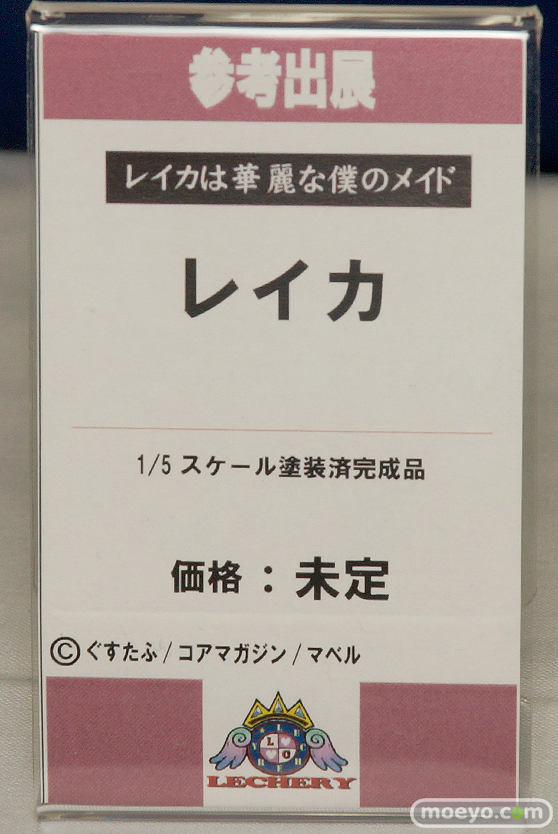 参考出展
レイカは華麗な僕のメイド
レイカ
1/5 スケール塗装済完成品
価格：未定
©ぐすたふ/コアマガジン/マベル
LECHERY
moeyo.com